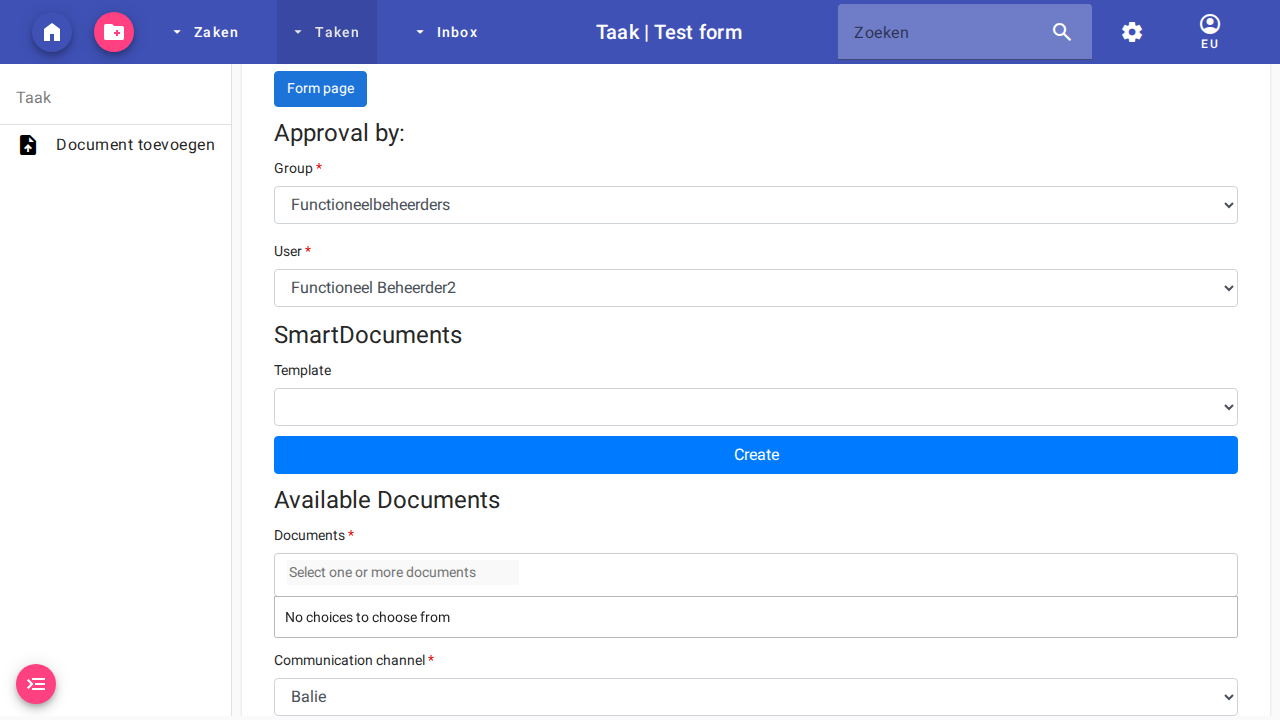 Zaken
Taken
Inbox
Taak | Test form
Zoeken
EU
Taak
Document toevoegen
Form page
Approval by:
Group *
Functioneelbeheerders
User *
Functioneel Beheerder2
SmartDocuments
Template
Create
Available Documents
Documents *
Select one or more documents
No choices to choose from
Communication channel *
Balie